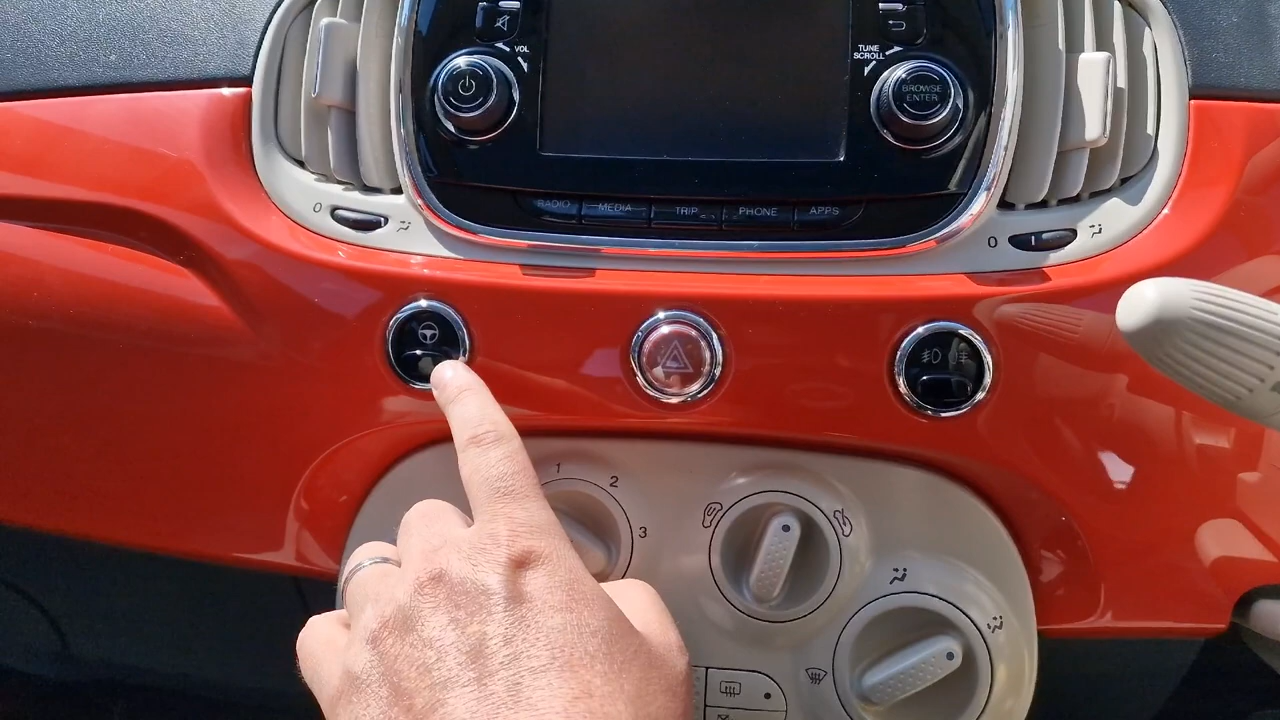 VOL
TUNE
SCROLL
BROWSE
ENTER
RADIO
MEDIA
TRIP
PHONE
APPS
0
0
1
2
3